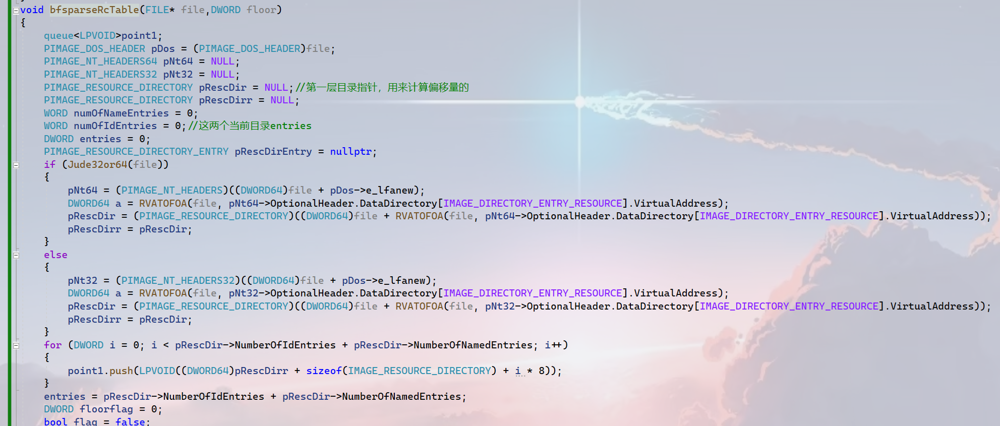 void bfsparseRcTable(FILE* file,DWORD floor)
{
queue<LPVOID>point1;
PIMAGE_DOS_HEADER pDos = (PIMAGE_DOS_HEADER)file;
PIMAGE_NT_HEADERS64 pNt64 = NULL;
PIMAGE_NT_HEADERS32 pNt32 = NULL;
PIMAGE_RESOURCE_DIRECTORY pRescDir = NULL;//第一层目录指针，用来计算偏移量的
PIMAGE_RESOURCE_DIRECTORY pRescDirr = NULL;
WORD numOfNameEntries = 0;
WORD numOfIdEntries = 0;//这两个当前目录entries
DWORD entries = 0;
PIMAGE_RESOURCE_DIRECTORY_ENTRY pRescDirEntry = nullptr;
if (Jude32or64(file))
{
pNt64 = (PIMAGE_NT_HEADERS)((DWORD64)file + pDos->e_lfanew);
DWORD64 a = RVATOFOA(file, pNt64->OptionalHeader.DataDirectory[IMAGE_DIRECTORY_ENTRY_RESOURCE].VirtualAddress);
pRescDir = (PIMAGE_RESOURCE_DIRECTORY)((DWORD64)file + RVATOFOA(file, pNt64->OptionalHeader.DataDirectory[IMAGE_DIRECTORY_ENTRY_RESOURCE].VirtualAddress));
pRescDirr = pRescDir;
}
else
{
pNt32 = (PIMAGE_NT_HEADERS32)((DWORD64)file + pDos->e_lfanew);
DWORD64 a = RVATOFOA(file, pNt32->OptionalHeader.DataDirectory[IMAGE_DIRECTORY_ENTRY_RESOURCE].VirtualAddress);
pRescDir = (PIMAGE_RESOURCE_DIRECTORY)((DWORD64)file + RVATOFOA(file, pNt32->OptionalHeader.DataDirectory[IMAGE_DIRECTORY_ENTRY_RESOURCE].VirtualAddress));
pRescDirr = pRescDir;
}
for (DWORD i = 0; i < pRescDir->NumberOfIdEntries + pRescDir->NumberOfNamedEntries; i++)
{
point1.push(LPVOID((DWORD64)pRescDirr + sizeof(IMAGE_RESOURCE_DIRECTORY) + i * 8));
}
entries = pRescDir->NumberOfIdEntries + pRescDir->NumberOfNamedEntries;
DWORD floorflag = 0;
bool flag = false;